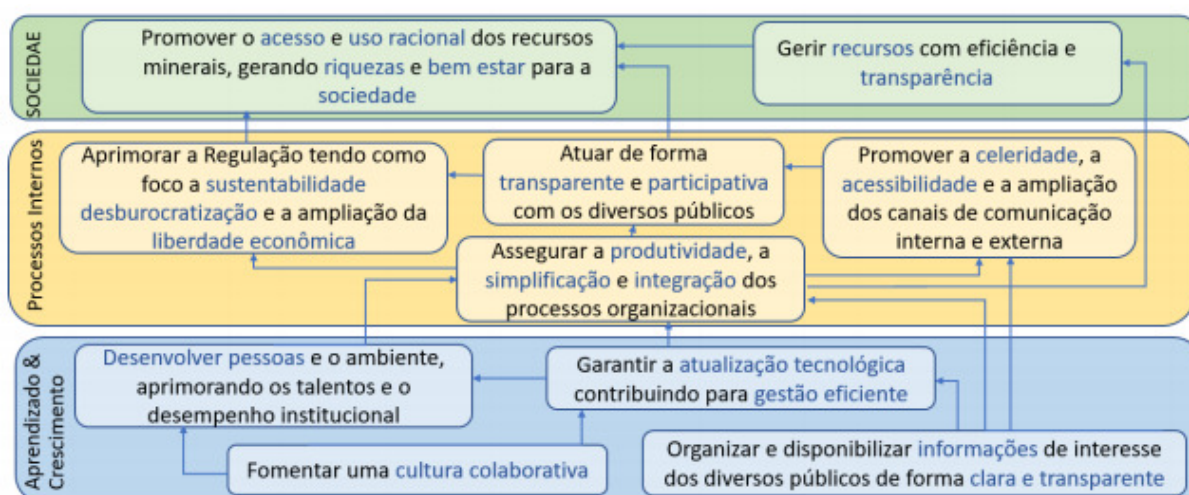 SOCIEDAE
Promover o acesso e uso racional dos recursos
minerais, gerando riquezas e bem estar para a
sociedade
Gerir recursos com eficiência e
transparência
Processos Internos
Aprimorar a Regulação tendo como
foco a sustentabilidade
desburocratização e a ampliação da
liberdade econômica
Atuar de forma
transparente e participativa
com os diversos públicos
Promover a celeridade, a
acessibilidade e a ampliação
dos canais de comunicação
interna e externa
Assegurar a produtividade, a
simplificação e integração dos
processos organizacionais
Aprendizado &
Crescimento
Desenvolver pessoas e o ambiente,
aprimorando os talentos e o
desempenho institucional
Garantir a atualização tecnológica
contribuindo para gestão eficiente
Fomentar uma cultura colaborativa
Organizar e disponibilizar informações de interesse
dos diversos públicos de forma clara e transparente